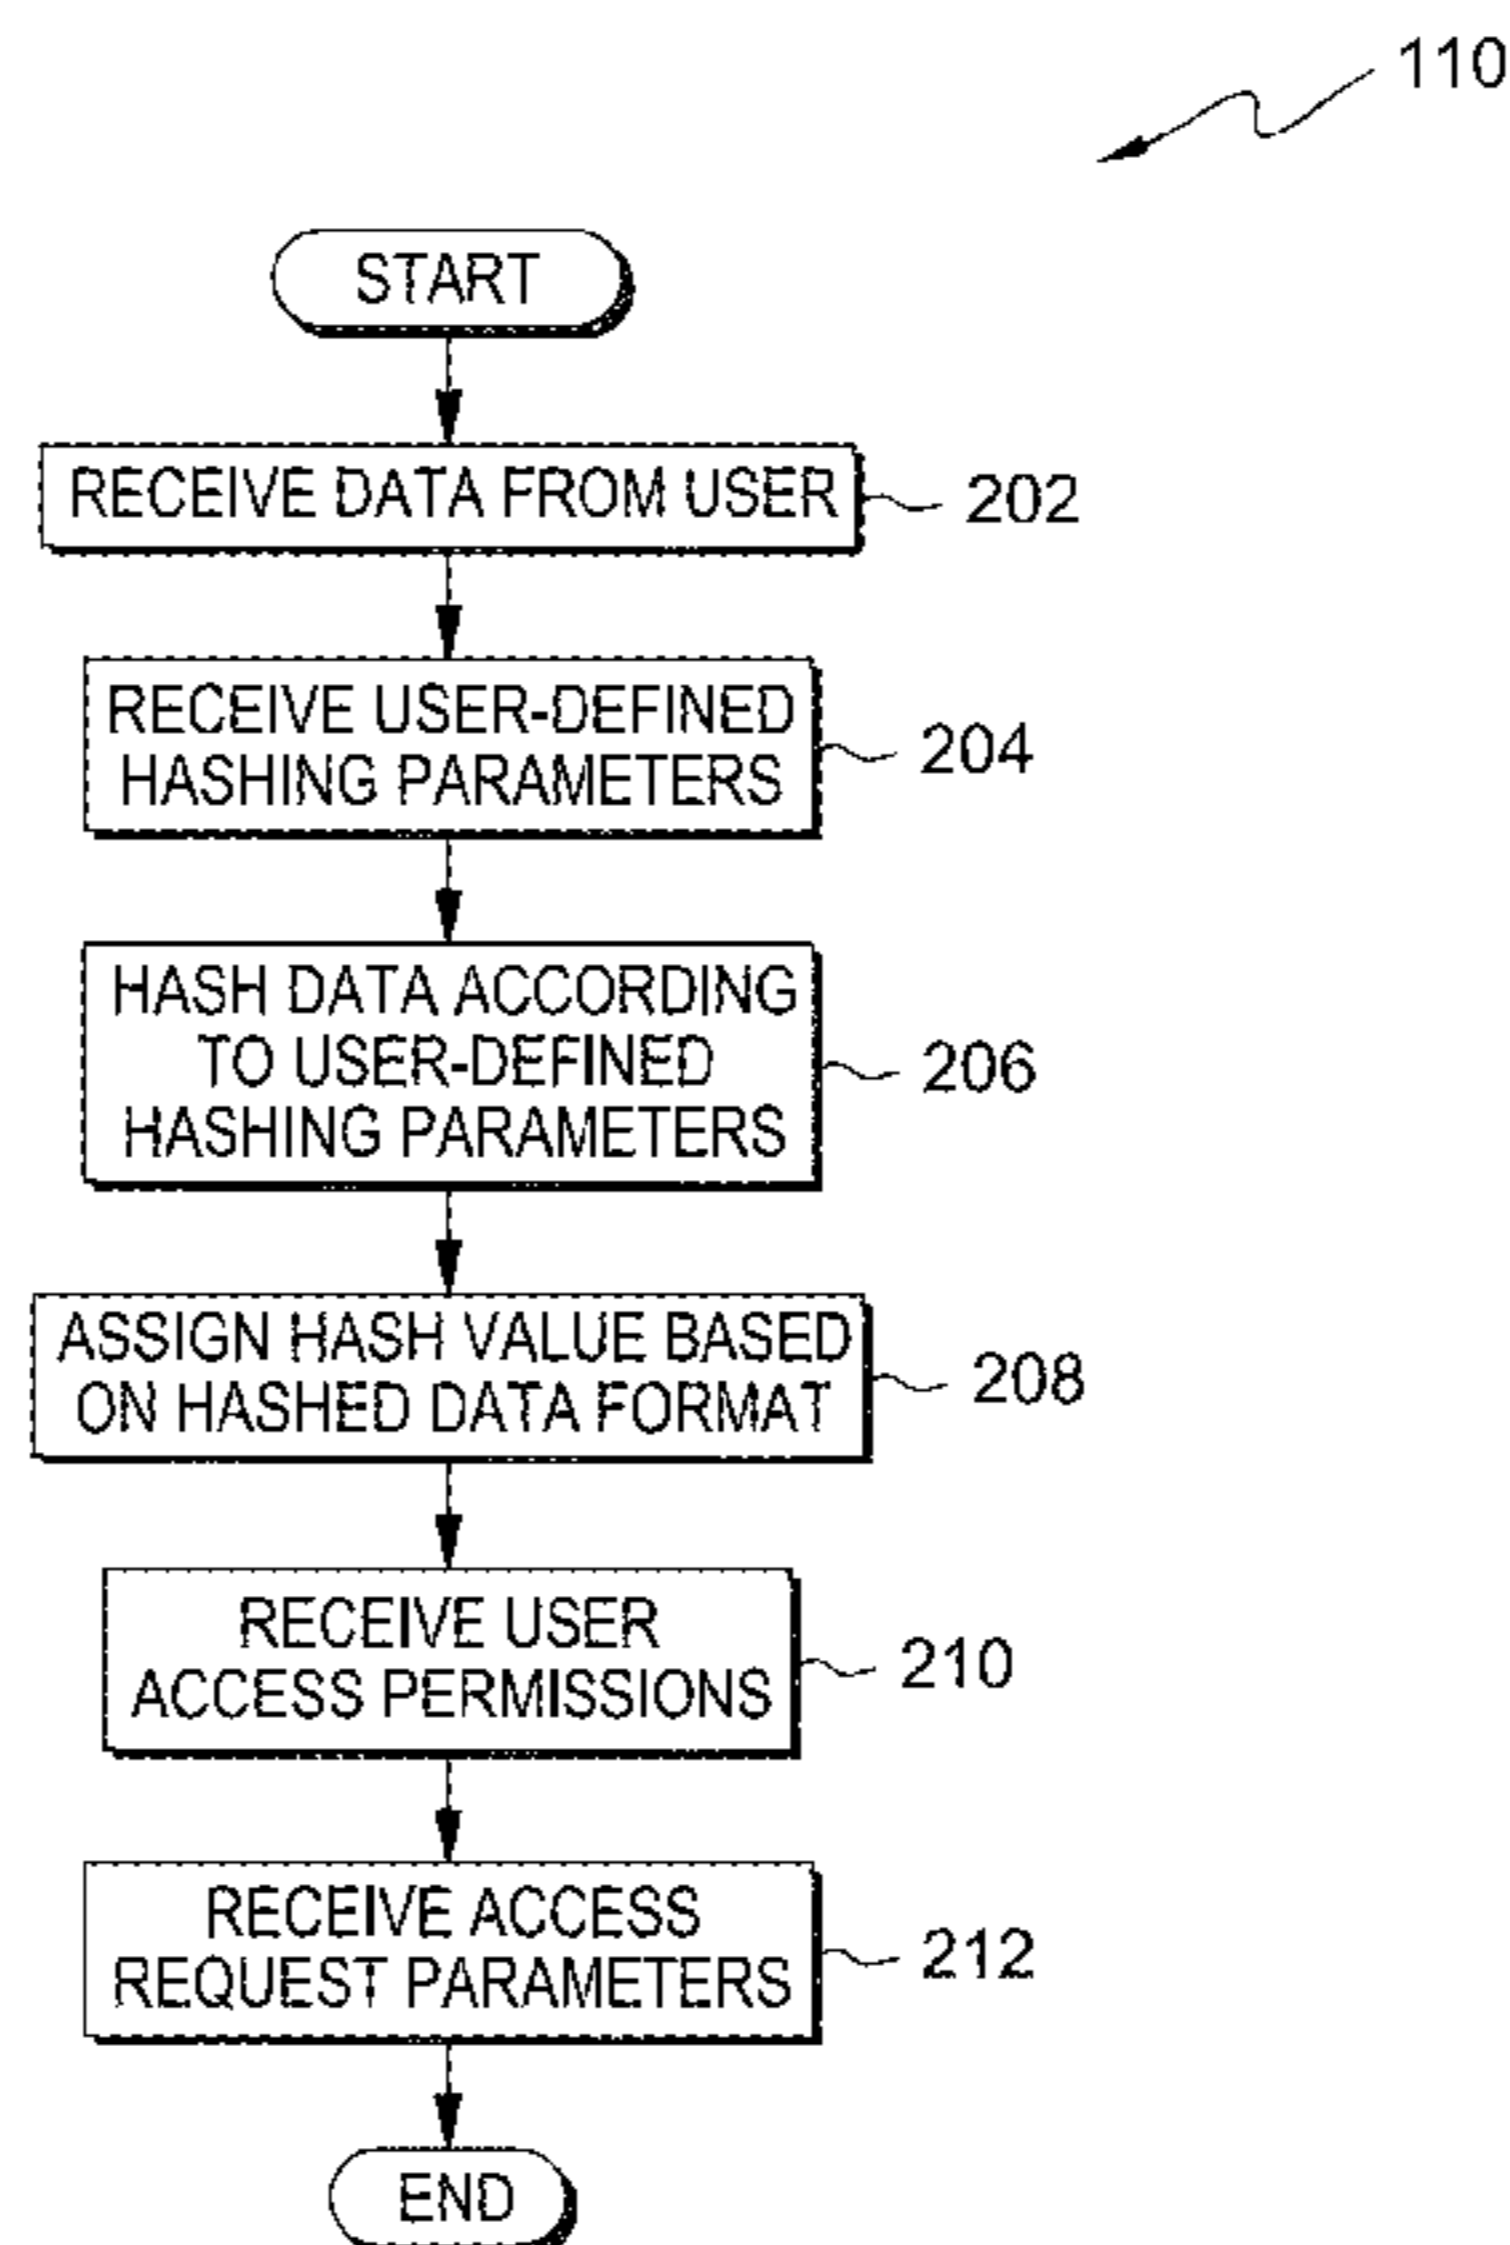 110
START
RECEIVE DATA FROM USER
202
RECEIVE USER-DEFINED
HASHING PARAMETERS
204
HASH DATA ACCORDING
TO USER-DEFINED
HASHING PARAMETERS
206
ASSIGN HASH VALUE BASED
ON HASHED DATA FORMAT
208
RECEIVE USER
ACCESS PERMISSIONS
210
RECEIVE ACCESS
REQUEST PARAMETERS
212
END